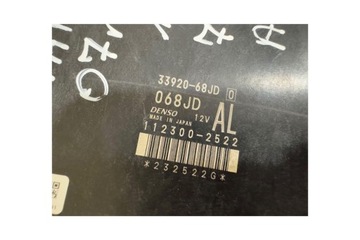 33920-68JD 0
068JD
DENSO 12V AL
MADE IN JAPAN
112300-2522
*232522G*